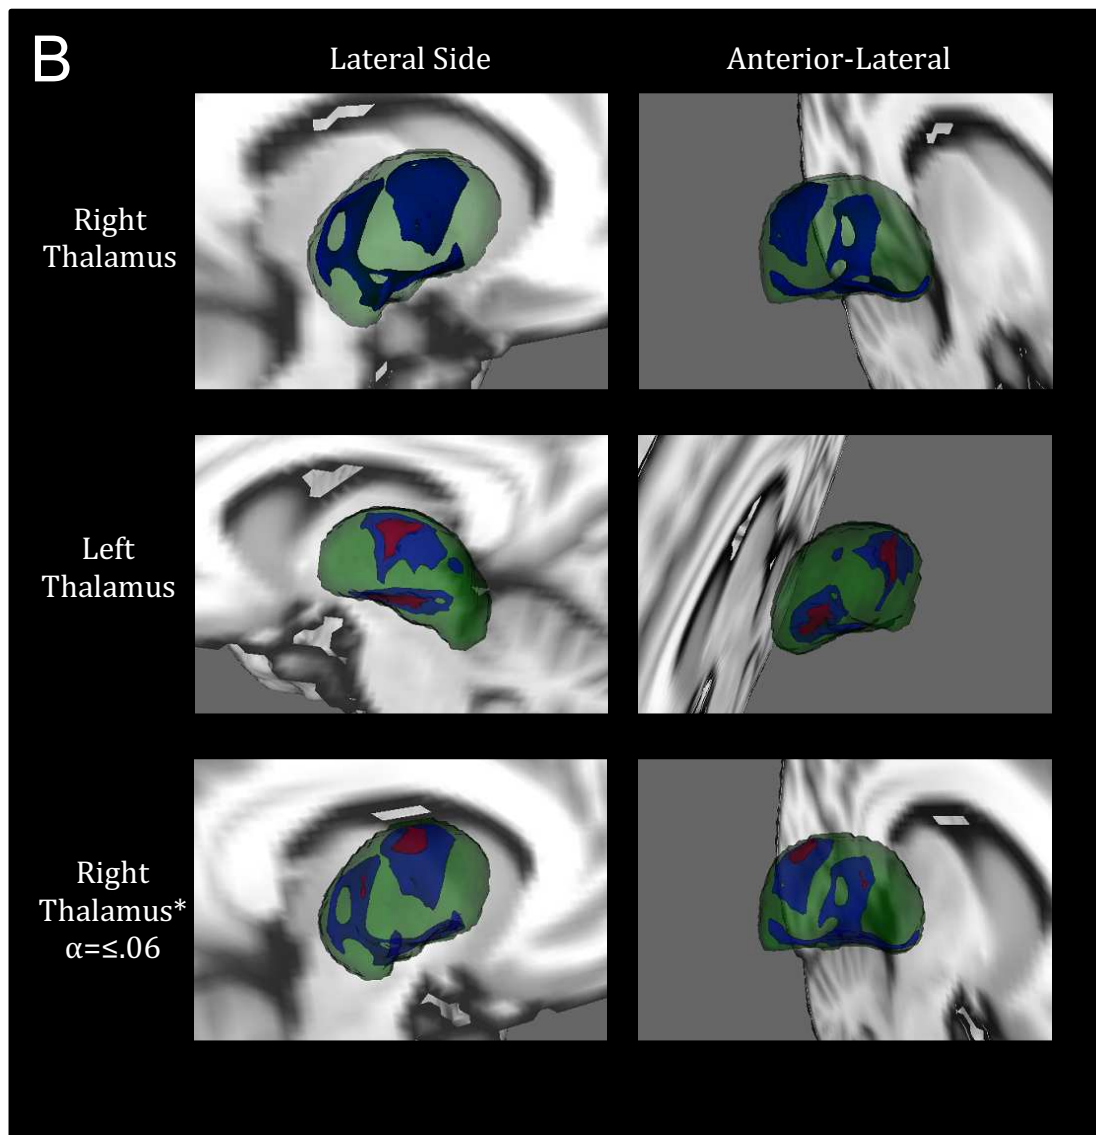 B
Lateral Side
Anterior-Lateral
Right
Thalamus
Left
Thalamus
Right
Thalamus*
α=≤.06